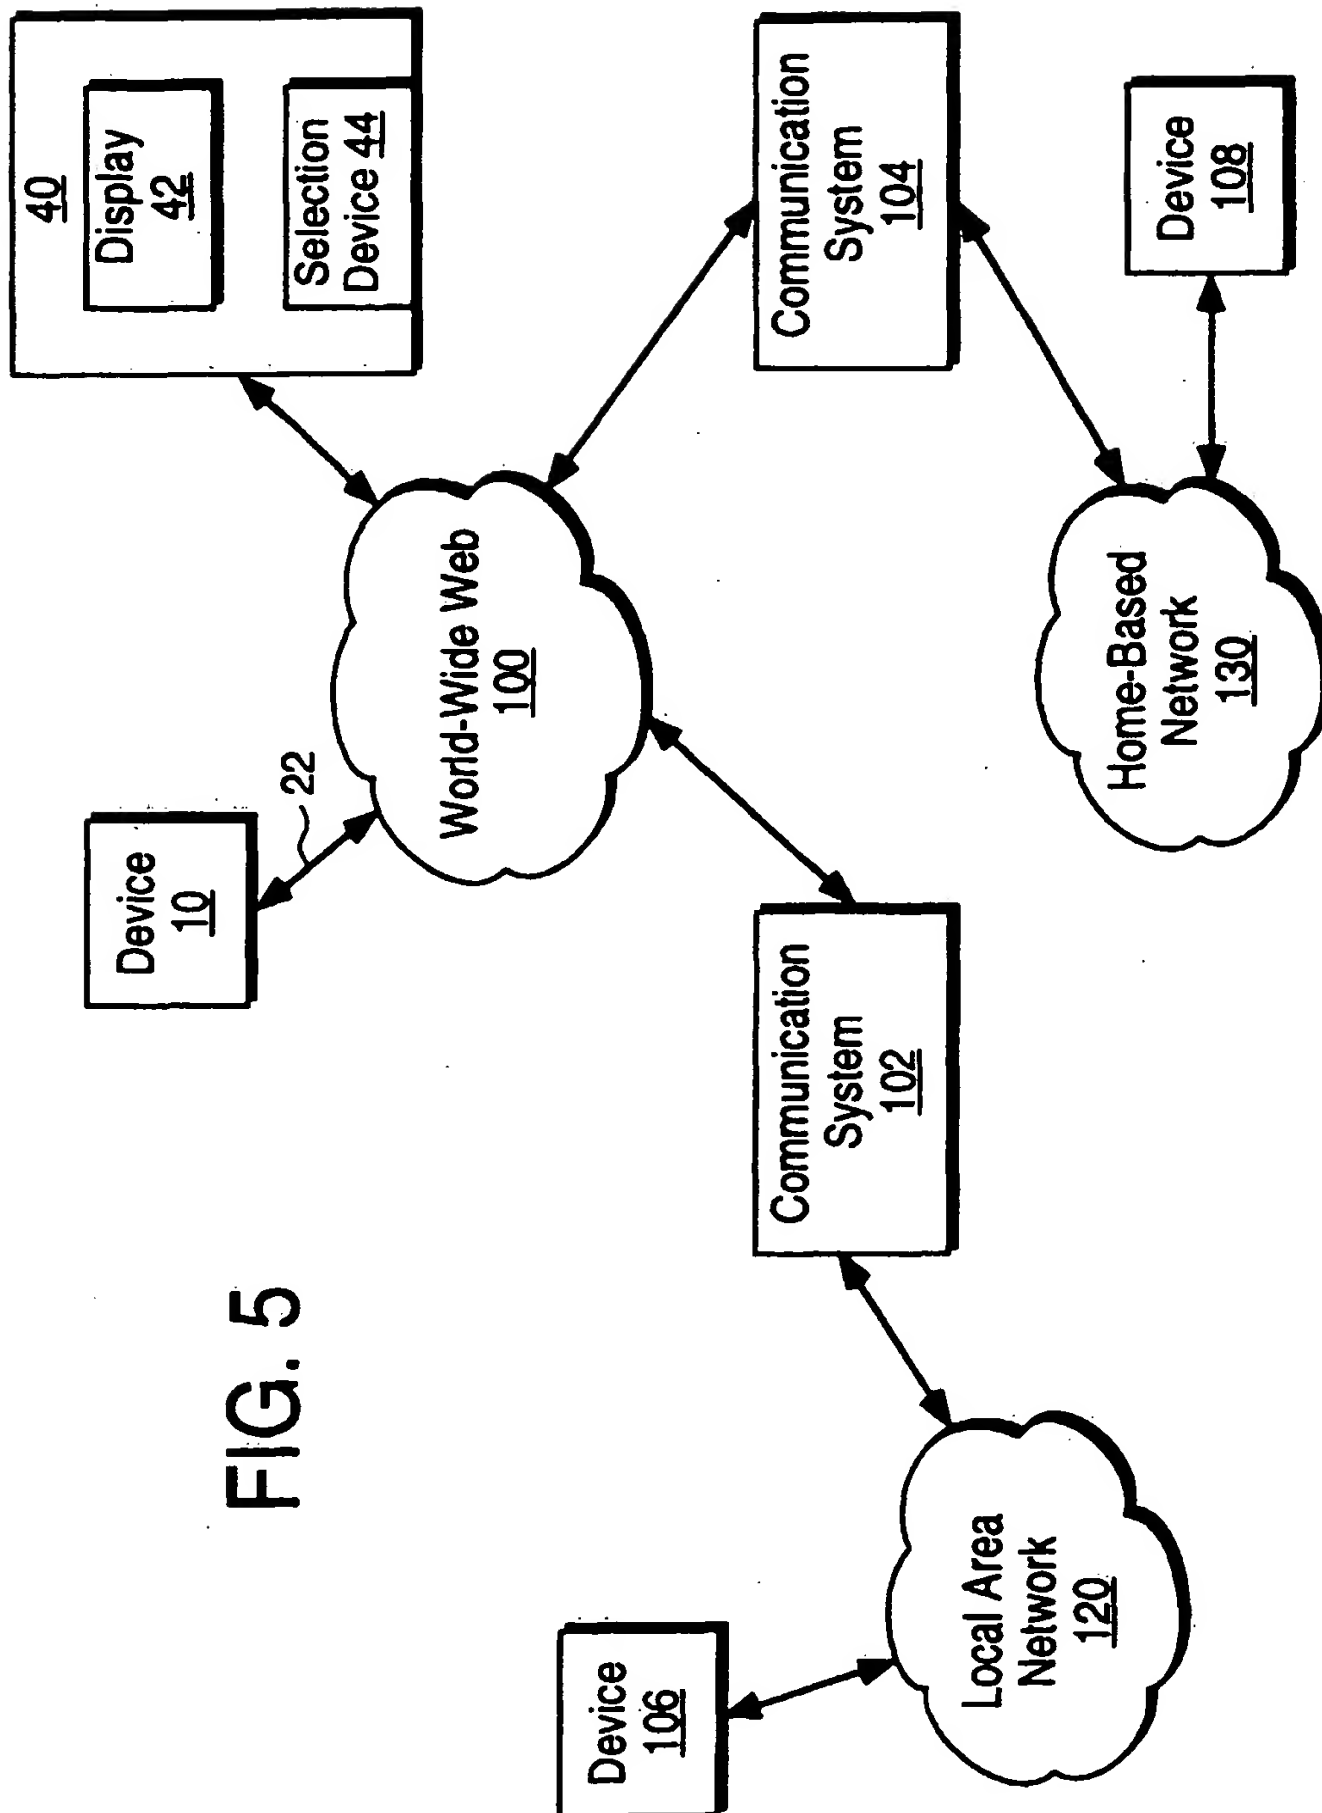 FIG. 5
Device
10
22
40
Display
42
Selection
Device 44
World-Wide Web
100
Device
106
Communication
System
102
Communication
System
104
Local Area
Network
120
Home-Based
Network
130
Device
108